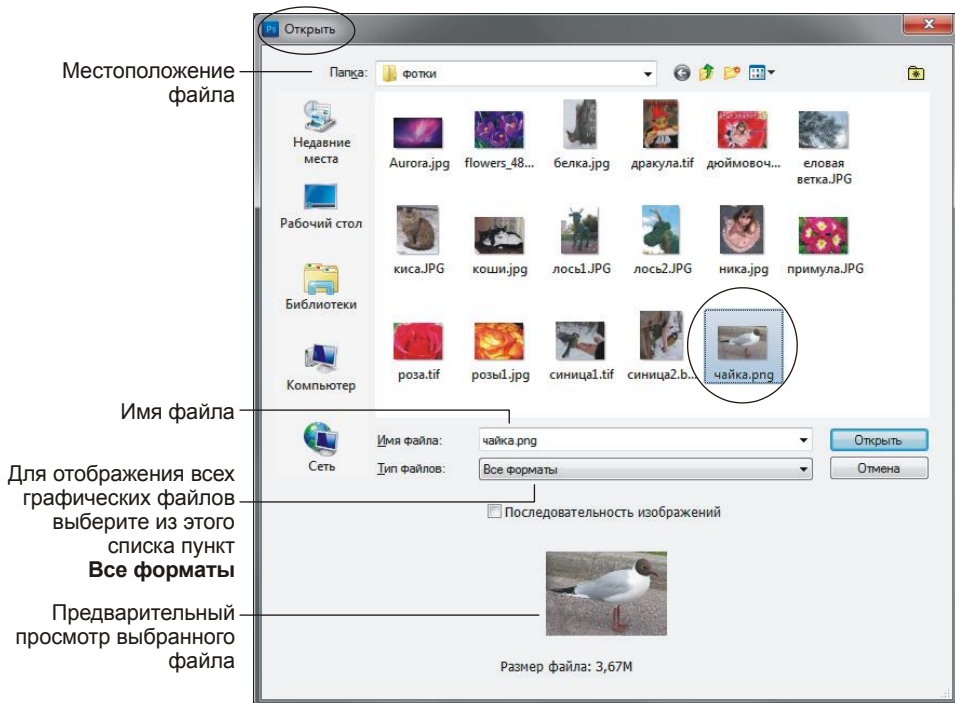 Ps Открыть
Местоположение
файла
Папка: фотки
Недавние
места
Рабочий стол
Библиотеки
Компьютер
Сеть
Aurora.jpg flowers_48... белка.jpg дракула.tif дюймовоч... еловая
ветка.JPG
киса.JPG коши.jpg лось1.JPG лось2.JPG ника.jpg примула.JPG
роза.tif розы1.jpg синица1.tif синица2.b... чайка.png
Имя файла
Имя файла: чайка.png Открыть
Тип файлов: Все форматы Отмена
Для отображения всех
графических файлов
выберите из этого
списка пункт
Все форматы
Последовательность изображений
Предварительный
просмотр выбранного
файла
Размер файла: 3,67M